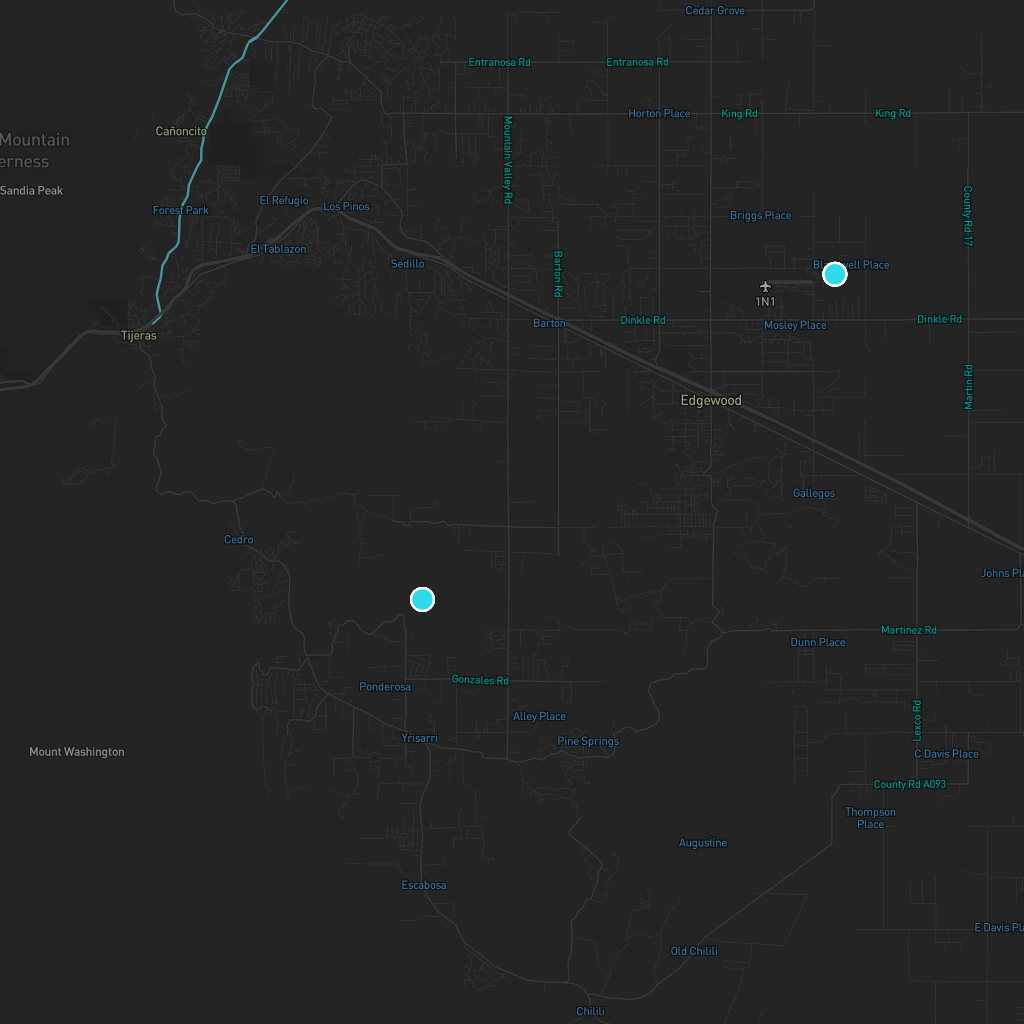 Cedar Grove
Entranosa Rd
Entranosa Rd
Horton Place
King Rd
King Rd
Mountain Valley Rd
Cañoncito
Mountain
erness
Sandia Peak
El Refugio
Los Pinos
Forest Park
Briggs Place
County Rd 17
El Tablazon
Sedillo
Barton Rd
Place
1N1
Barton
Dinkle Rd
Mosley Place
Dinkle Rd
Tijeras
Martin Rd
Edgewood
Gallegos
Cedro
Johns Pla
Martinez Rd
Dunn Place
Gonzales Rd
Ponderosa
Lexco Rd
Alley Place
Yrisarri
Pine Springs
Mount Washington
C Davis Place
County Rd A093
Thompson
Place
Augustine
Escabosa
E Davis Pla
Old Chilili
Chilili